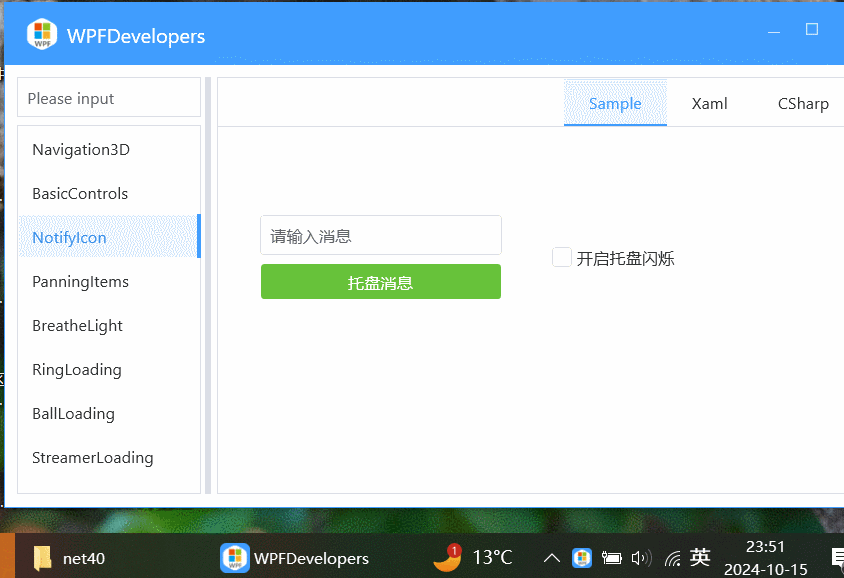 WPF
WPFDevelopers
Please input
Navigation3D
BasicControls
NotifyIcon
PanningItems
BreatheLight
RingLoading
BallLoading
StreamerLoading
Sample
Xaml
CSharp
请输入消息
托盘消息
开启托盘闪烁
net40
WPFDevelopers
1
13°C
英
23:51
2024-10-15